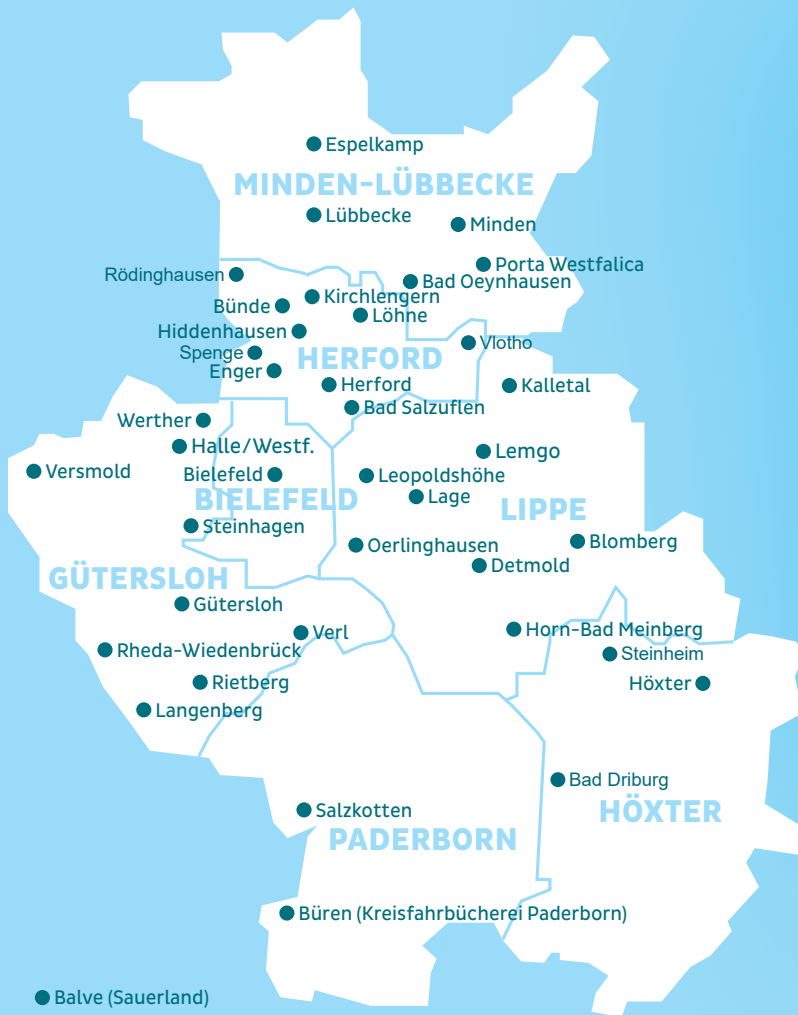 Espelkamp
MINDEN-LÜBBECKE
Lübbecke
Minden
Porta Westfalica
Rödinghausen
Bad Oeynhausen
Kirchlengern
Bünde
Löhne
Hiddenhausen
Vlotho
Spenge
HERFORD
Enger
Herford
Kalletal
Bad Salzuflen
Werther
Halle/Westf.
Lemgo
Versmold
Bielefeld
Leopoldshöhe
Lage
BIELEFELD
LIPPE
Steinhagen
Blomberg
Oerlinghausen
Detmold
GÜTERSLOH
Gütersloh
Horn-Bad Meinberg
Verl
Rheda-Wiedenbrück
Steinheim
Rietberg
Höxter
Langenberg
Bad Driburg
Salzkotten
HÖXTER
PADERBORN
Büren (Kreisfahrbücherei Paderborn)
Balve (Sauerland)